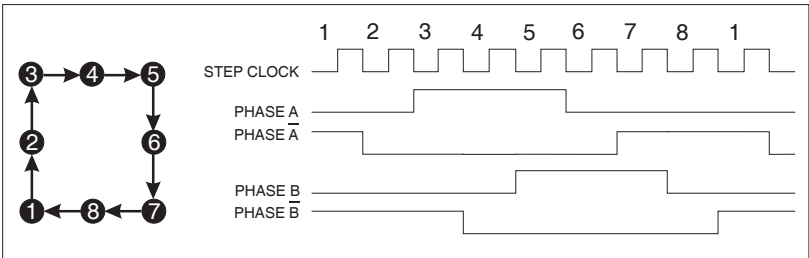 1 2 3 4 5 6 7 8 1
STEP CLOCK
PHASE A
PHASE A̅
PHASE B
PHASE B̅
3 4 5
2 6
1 8 7